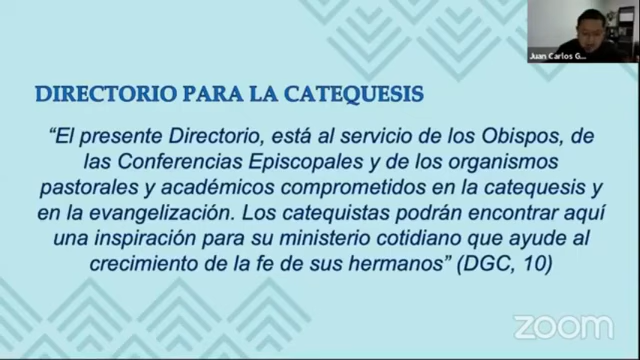 Juan Carlos G...
DIRECTORIO PARA LA CATEQUESIS
“El presente Directorio, está al servicio de los Obispos, de
las Conferencias Episcopales y de los organismos
pastorales y académicos comprometidos en la catequesis y
en la evangelización. Los catequistas podrán encontrar aquí
una inspiración para su ministerio cotidiano que ayude al
crecimiento de la fe de sus hermanos” (DGC, 10)
zoom